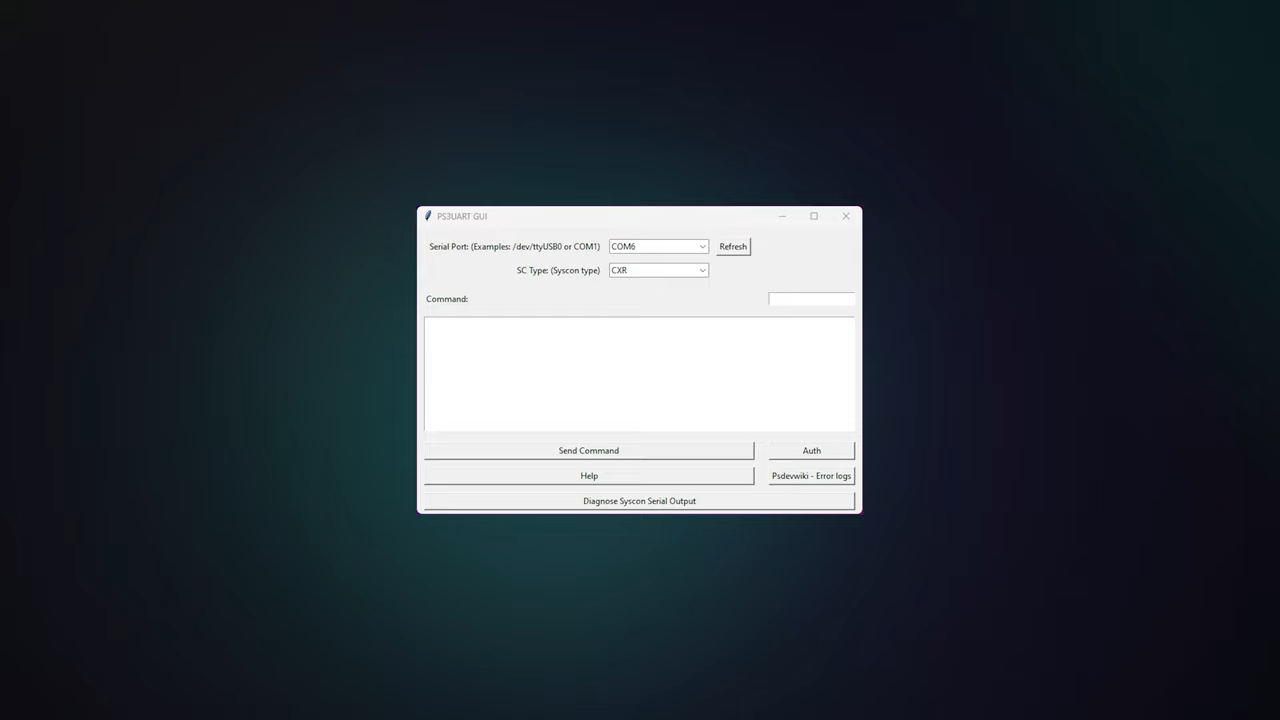 PS3UART GUI
Serial Port: (Examples: /dev/ttyUSB0 or COM1) COM6 Refresh
SC Type: (Syscon type) CXR
Command:
Send Command Auth
Help Psdevwiki - Error logs
Diagnose Syscon Serial Output